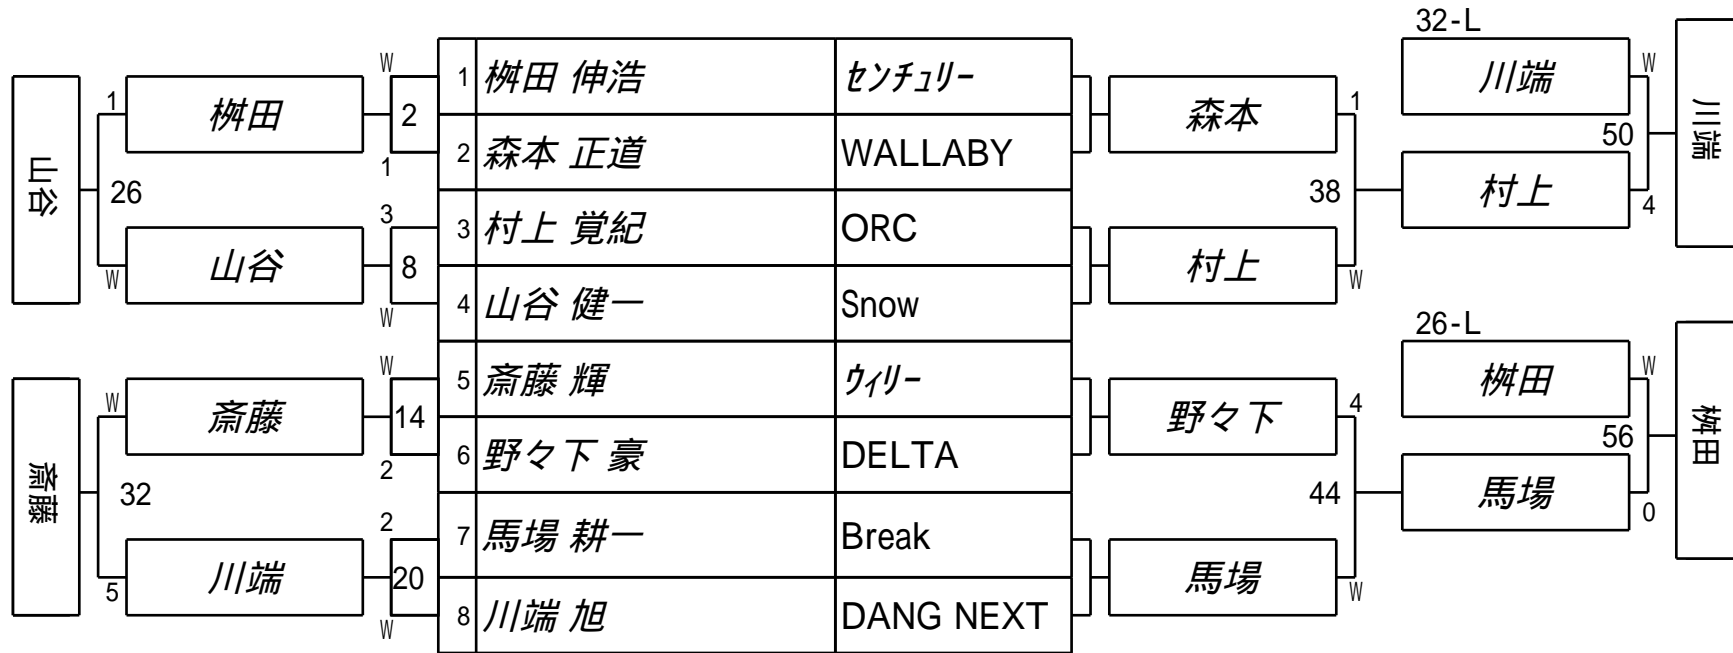 32-L
W
1 桝田 伸浩 センチュリー
W
川端
川端
1
桝田
2
森本
1
50
2 森本 正道 WALLABY
1
村上
4
山谷
26
38
3
3 村上 覚紀 ORC
W
山谷
8
村上
W
4 山谷 健一 Snow
W
26-L
W
5 斎藤 輝 ウィリー
桝田
W
桝田
W
斎藤
14
野々下
4
56
6 野々下 豪 DELTA
2
馬場
0
斎藤
32
44
2
7 馬場 耕一 Break
5
川端
20
馬場
W
8 川端 旭 DANG NEXT
W